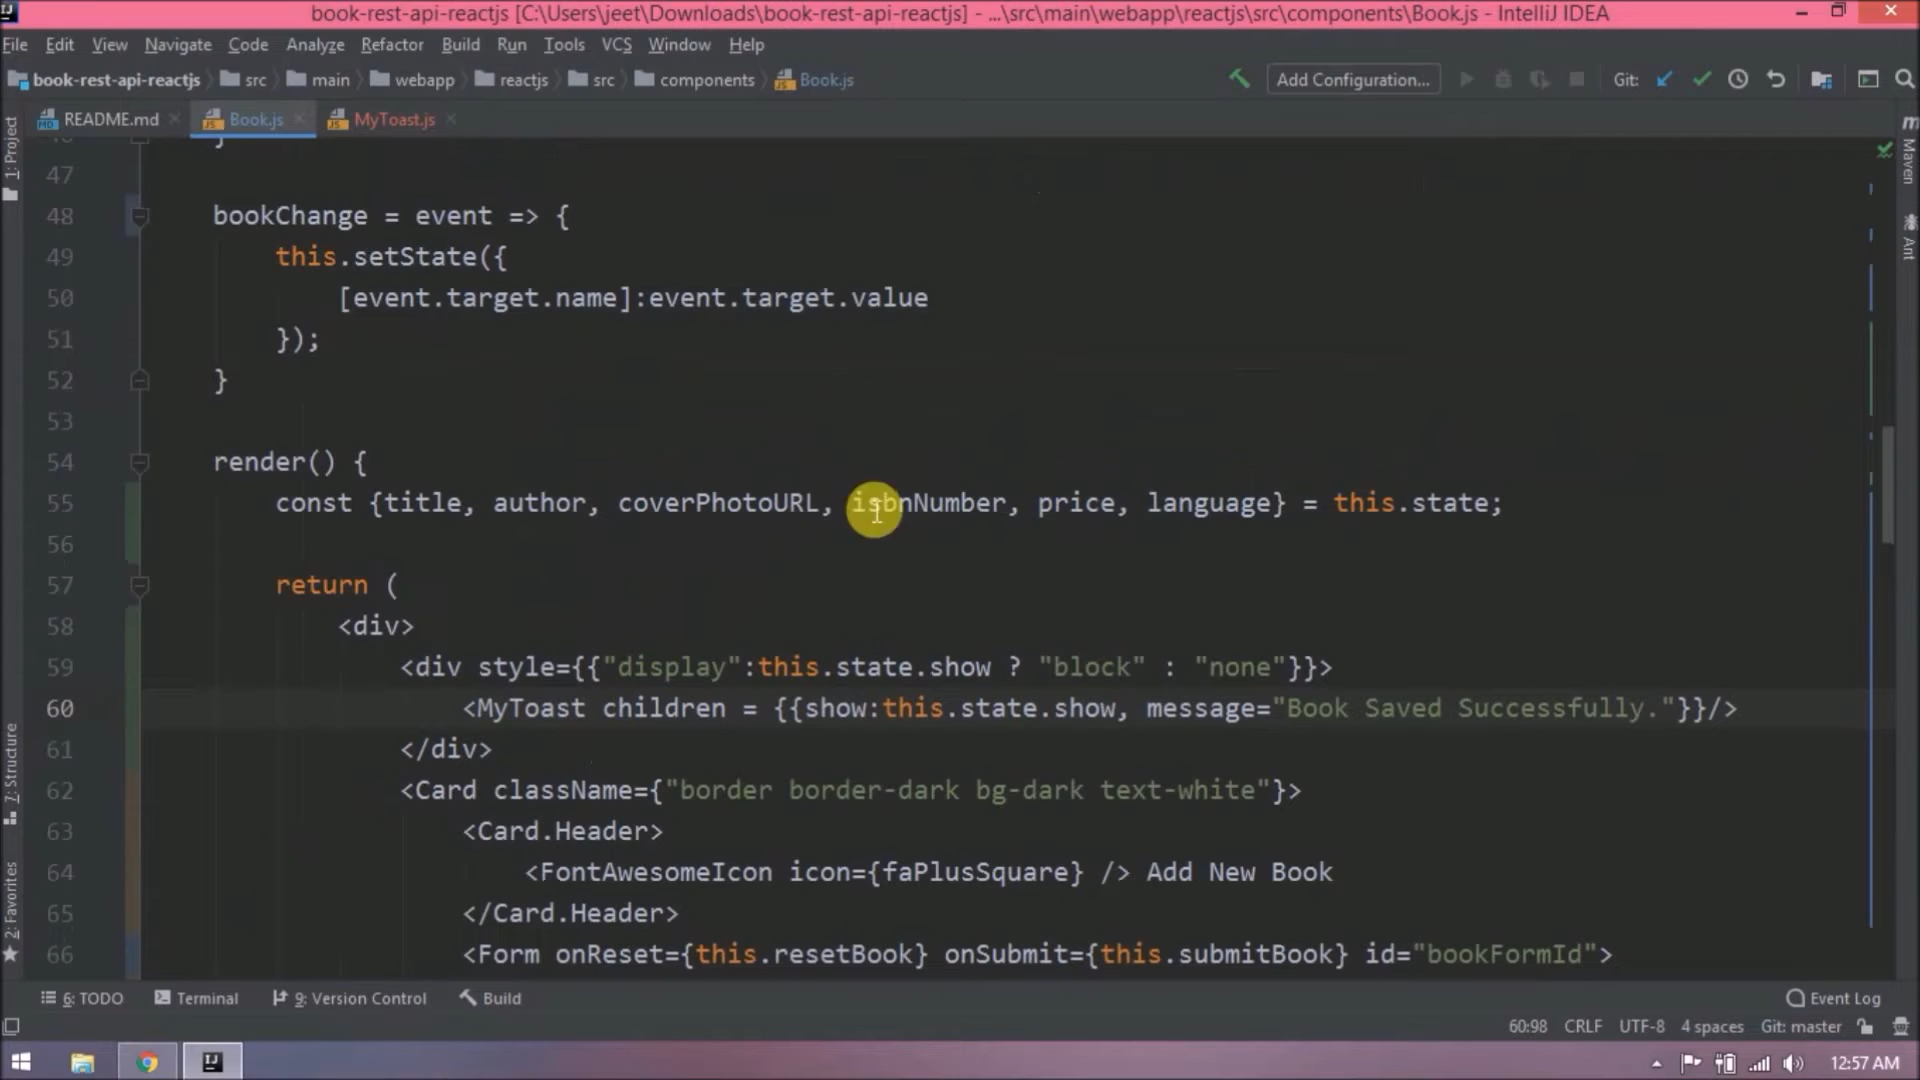 book-rest-api-reactjs [C:\Users\jeet\Downloads\book-rest-api-reactjs] - ...\src\main\webapp\reactjs\src\components\Book.js - IntelliJ IDEA
File Edit View Navigate Code Analyze Refactor Build Run Tools VCS Window Help
book-rest-api-reactjs src main webapp reactjs src components Book.js Add Configuration... Git:
README.md Book.js MyToast.js
1: Project
7: Structure
2: Favorites
Maven
Ant
46 }
47
48 bookChange = event => {
49 this.setState({
50 [event.target.name]:event.target.value
51 });
52 }
53
54 render() {
55 const {title, author, coverPhotoURL, isbnNumber, price, language} = this.state;
56
57 return (
58 <div>
59 <div style={{"display":this.state.show ? "block" : "none"}}>
60 <MyToast children = {{show:this.state.show, message="Book Saved Successfully."}}/>
61 </div>
62 <Card className={"border border-dark bg-dark text-white"}>
63 <Card.Header>
64 <FontAwesomeIcon icon={faPlusSquare} /> Add New Book
65 </Card.Header>
66 <Form onReset={this.resetBook} onSubmit={this.submitBook} id="bookFormId">
6: TODO Terminal 9: Version Control Build Event Log
60:98 CRLF UTF-8 4 spaces Git: master
12:57 AM